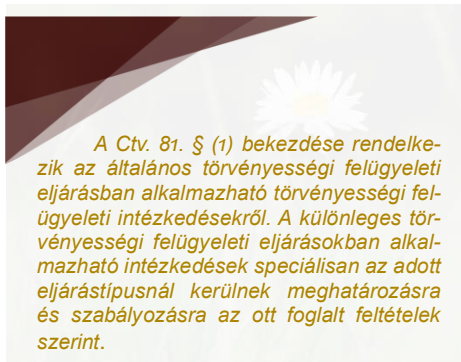 A Ctv. 81. § (1) bekezdése rendelke-
zik az általános törvényességi felügyeleti
eljárásban alkalmazható törvényességi fel-
ügyeleti intézkedésekről. A különleges tör-
vényességi felügyeleti eljárásokban alkal-
mazható intézkedések speciálisan az adott
eljárástípusnál kerülnek meghatározásra
és szabályozásra az ott foglalt feltételek
szerint.